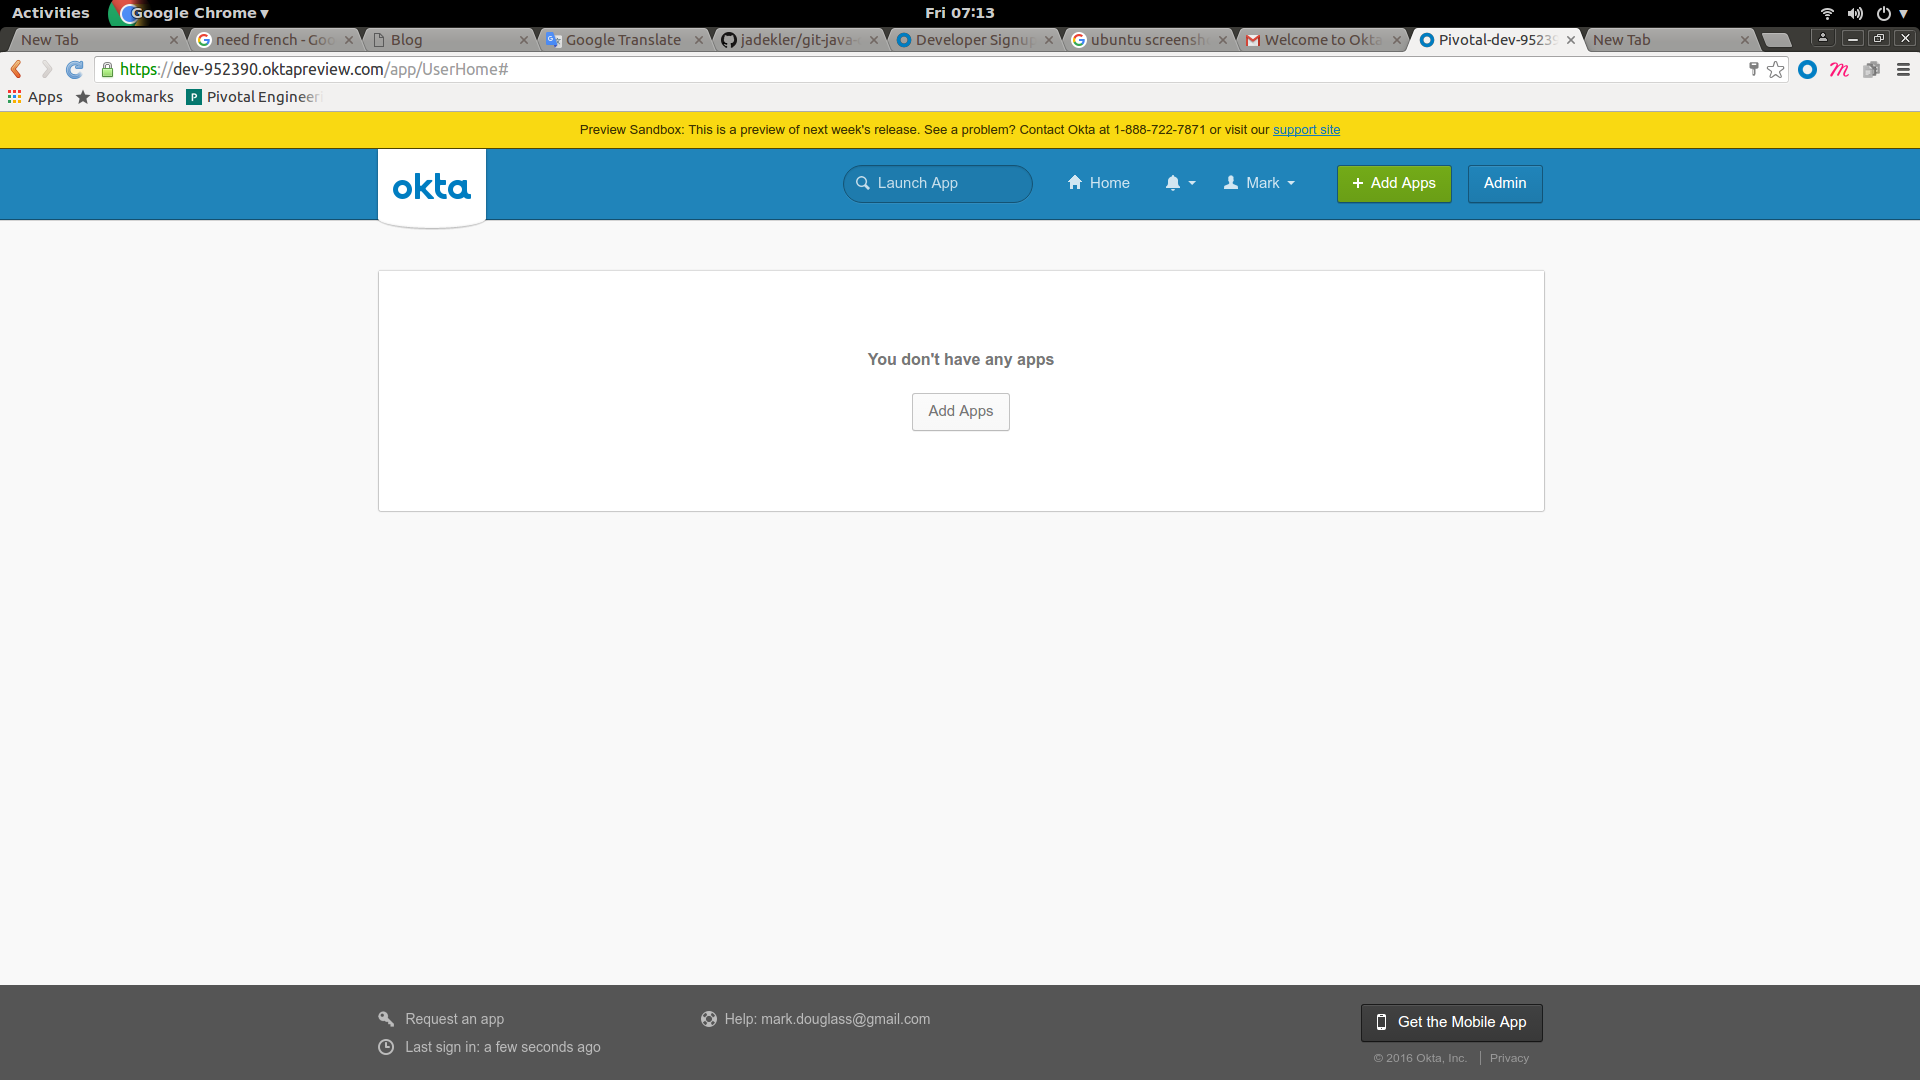 Activities Google Chrome ▾ Fri 07:13
New Tab need french - Goo Blog Google Translate jadekler/git-java- Developer Signup ubuntu screensh Welcome to Okta Pivotal-dev-95239 New Tab
https://dev-952390.oktapreview.com/app/UserHome#
Apps Bookmarks P Pivotal Engineer
Preview Sandbox: This is a preview of next week's release. See a problem? Contact Okta at 1-888-722-7871 or visit our support site
okta Launch App Home Mark + Add Apps Admin
You don't have any apps
Add Apps
Request an app Help: mark.douglass@gmail.com Get the Mobile App
Last sign in: a few seconds ago
© 2016 Okta, Inc. Privacy